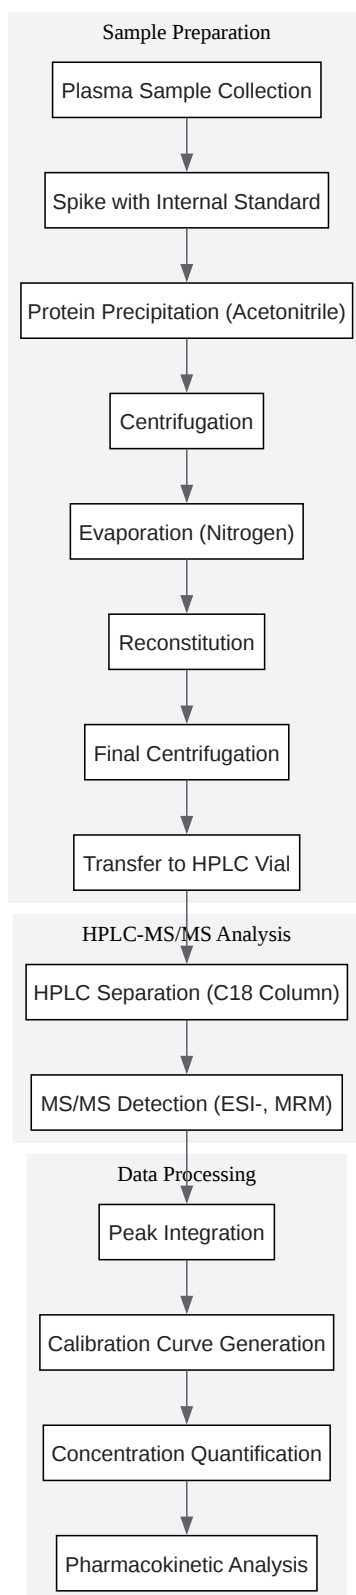 Sample Preparation
Plasma Sample Collection
Spike with Internal Standard
Protein Precipitation (Acetonitrile)
Centrifugation
Evaporation (Nitrogen)
Reconstitution
Final Centrifugation
Transfer to HPLC Vial
HPLC-MS/MS Analysis
HPLC Separation (C18 Column)
MS/MS Detection (ESI-, MRM)
Data Processing
Peak Integration
Calibration Curve Generation
Concentration Quantification
Pharmacokinetic Analysis